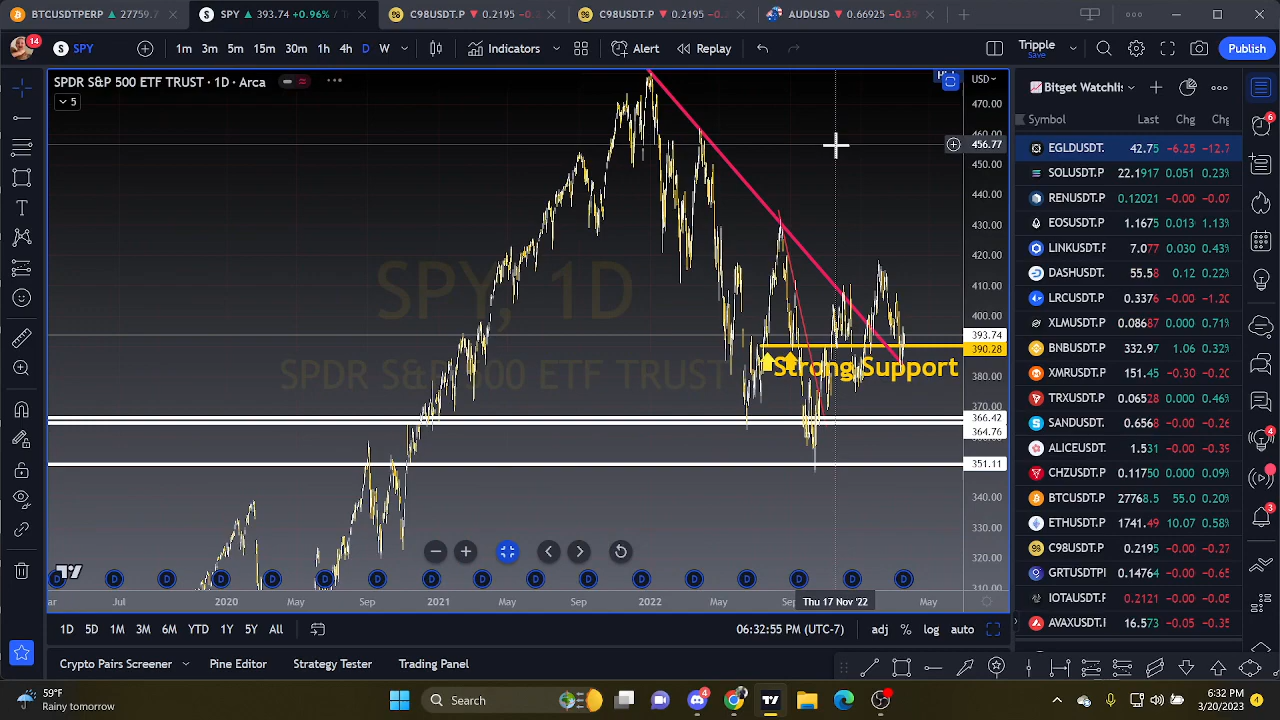 BTCUSDTPERP 27759.7
SPY 393.74 +0.96%
C98USDT.P 0.2195
C98USDT.P 0.2195
AUDUSD 0.66925
14
SPY
1m 3m 5m 15m 30m 1h 4h D W
Indicators
Alert
Replay
Tripple
Save
Publish
SPDR S&P 500 ETF TRUST · 1D · Arca
5
USD
470.00
460.00
456.77
450.00
440.00
430.00
420.00
410.00
400.00
393.74
390.28
380.00
370.00
366.42
364.76
351.11
340.00
330.00
320.00
310.00
SPY, 1D
SPDR S&P 500 ETF TRUST
Strong Support
Jul 2020 May Sep 2021 May Sep 2022 May Thu 17 Nov '22 May
1D 5D 1M 3M 6M YTD 1Y 5Y All
06:32:55 PM (UTC-7)
adj % log auto
Crypto Pairs Screener
Pine Editor
Strategy Tester
Trading Panel
Bitget Watchlis
Symbol Last Chg Chg
EGLDUSDT. 42.75 -6.25 -12.7
SOLUSDT.P 22.1917 0.051 0.23%
RENUSDT.P 0.12021 -0.00 -0.07
EOSUSDT.P 1.1675 0.013 1.13%
LINKUSDT.F 7.077 0.030 0.43%
DASHUSDT. 55.58 0.12 0.22%
LRCUSDT.P 0.3376 -0.00 -1.20
XLMUSDT.P 0.08687 -0.00 -0.01
BNBUSDT.P 332.97 1.06 0.32%
XMRUSDT.P 151.45 -0.30 -0.20
TRXUSDT.P 0.06528 0.000 0.46%
SANDUSDT. 0.6568 -0.00 -0.26
ALICEUSDT. 1.531 -0.00 -0.26
CHZUSDT.P 0.11750 0.000 0.09%
BTCUSDT.P 27768.5 55.0 0.20%
ETHUSDT.P 1741.49 10.07 0.58%
C98USDT.P 0.2195 -0.00 -0.27
GRTUSDTPI 0.14764 -0.00 -0.65
IOTAUSDT.P 0.2121 -0.00 -0.26
AVAXUSDT.F 16.573 -0.05 -0.35
59°F
Rainy tomorrow
Search
6:32 PM
3/20/2023